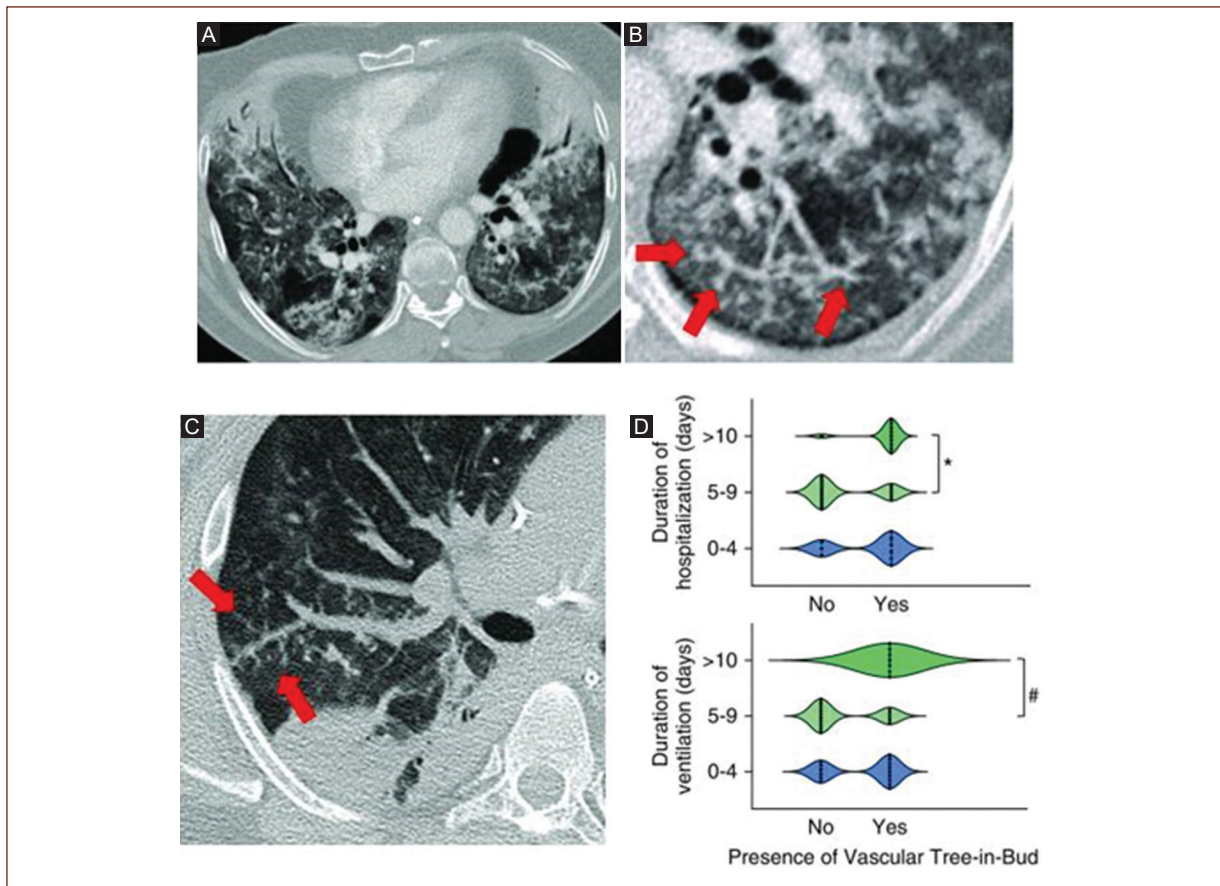 A
B
C
D
Duration of
hospitalization (days)
>10
5-9
0-4
*
No Yes
Duration of
ventilation (days)
>10
5-9
0-4
#
No Yes
Presence of Vascular Tree-in-Bud